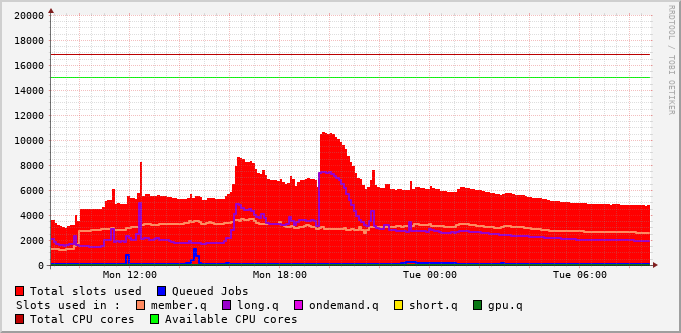 20000
18000
16000
14000
12000
10000
8000
6000
4000
2000
0
Mon 12:00 Mon 18:00 Tue 00:00 Tue 06:00
Total slots used Queued Jobs
Slots used in : member.q long.q ondemand.q short.q gpu.q
Total CPU cores Available CPU cores
RRDTOOL / TOBI OETIKER